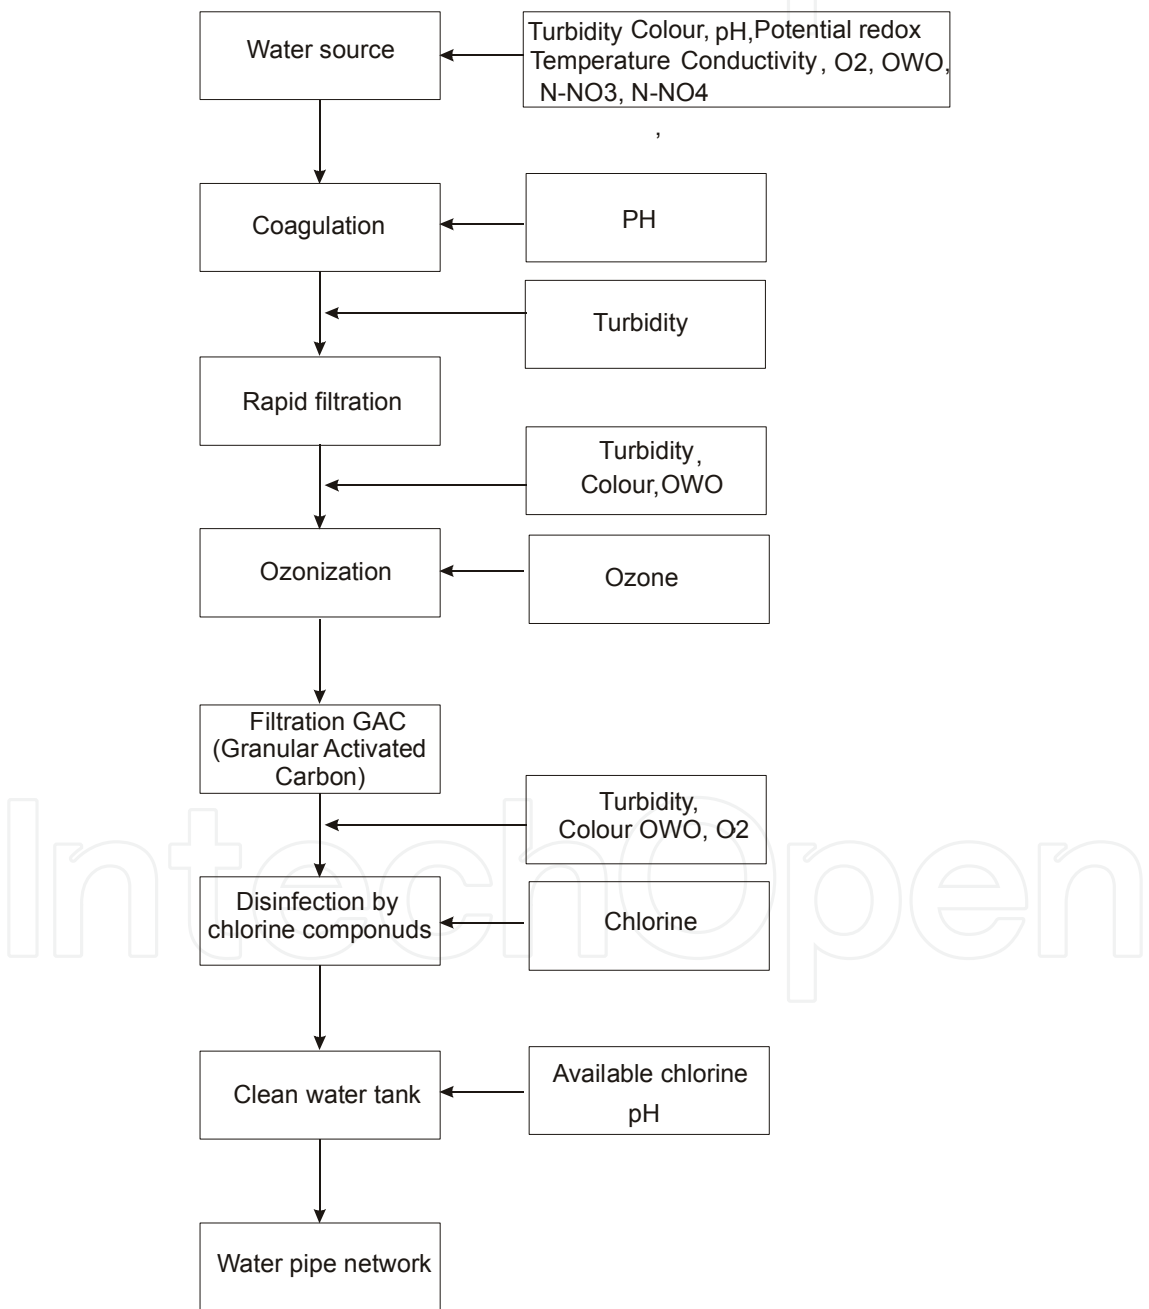 Water source
Turbidity Colour, pH,Potential redox
Temperature Conductivity, O2, OWO,
N-NO3, N-NO4
,
Coagulation
PH
Turbidity
Rapid filtration
Turbidity,
Colour,OWO
Ozonization
Ozone
Filtration GAC
(Granular Activated
Carbon)
Turbidity,
Colour OWO, O2
Disinfection by
chlorine componuds
Chlorine
IntechOpen
Clean water tank
Available chlorine
pH
Water pipe network